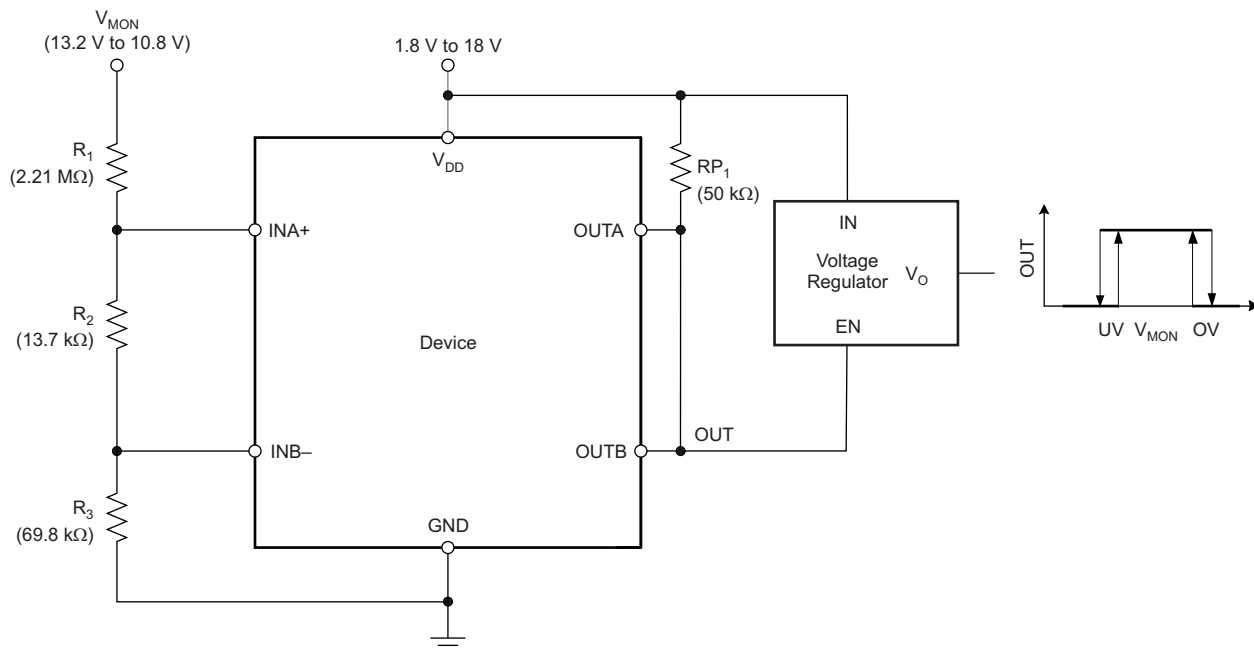 V_MON
(13.2 V to 10.8 V)
1.8 V to 18 V
R_1
(2.21 MΩ)
V_DD
RP_1
(50 kΩ)
INA+
OUTA
IN
Voltage
Regulator
V_O
EN
OUT
UV V_MON OV
R_2
(13.7 kΩ)
Device
INB–
OUTB
OUT
R_3
(69.8 kΩ)
GND